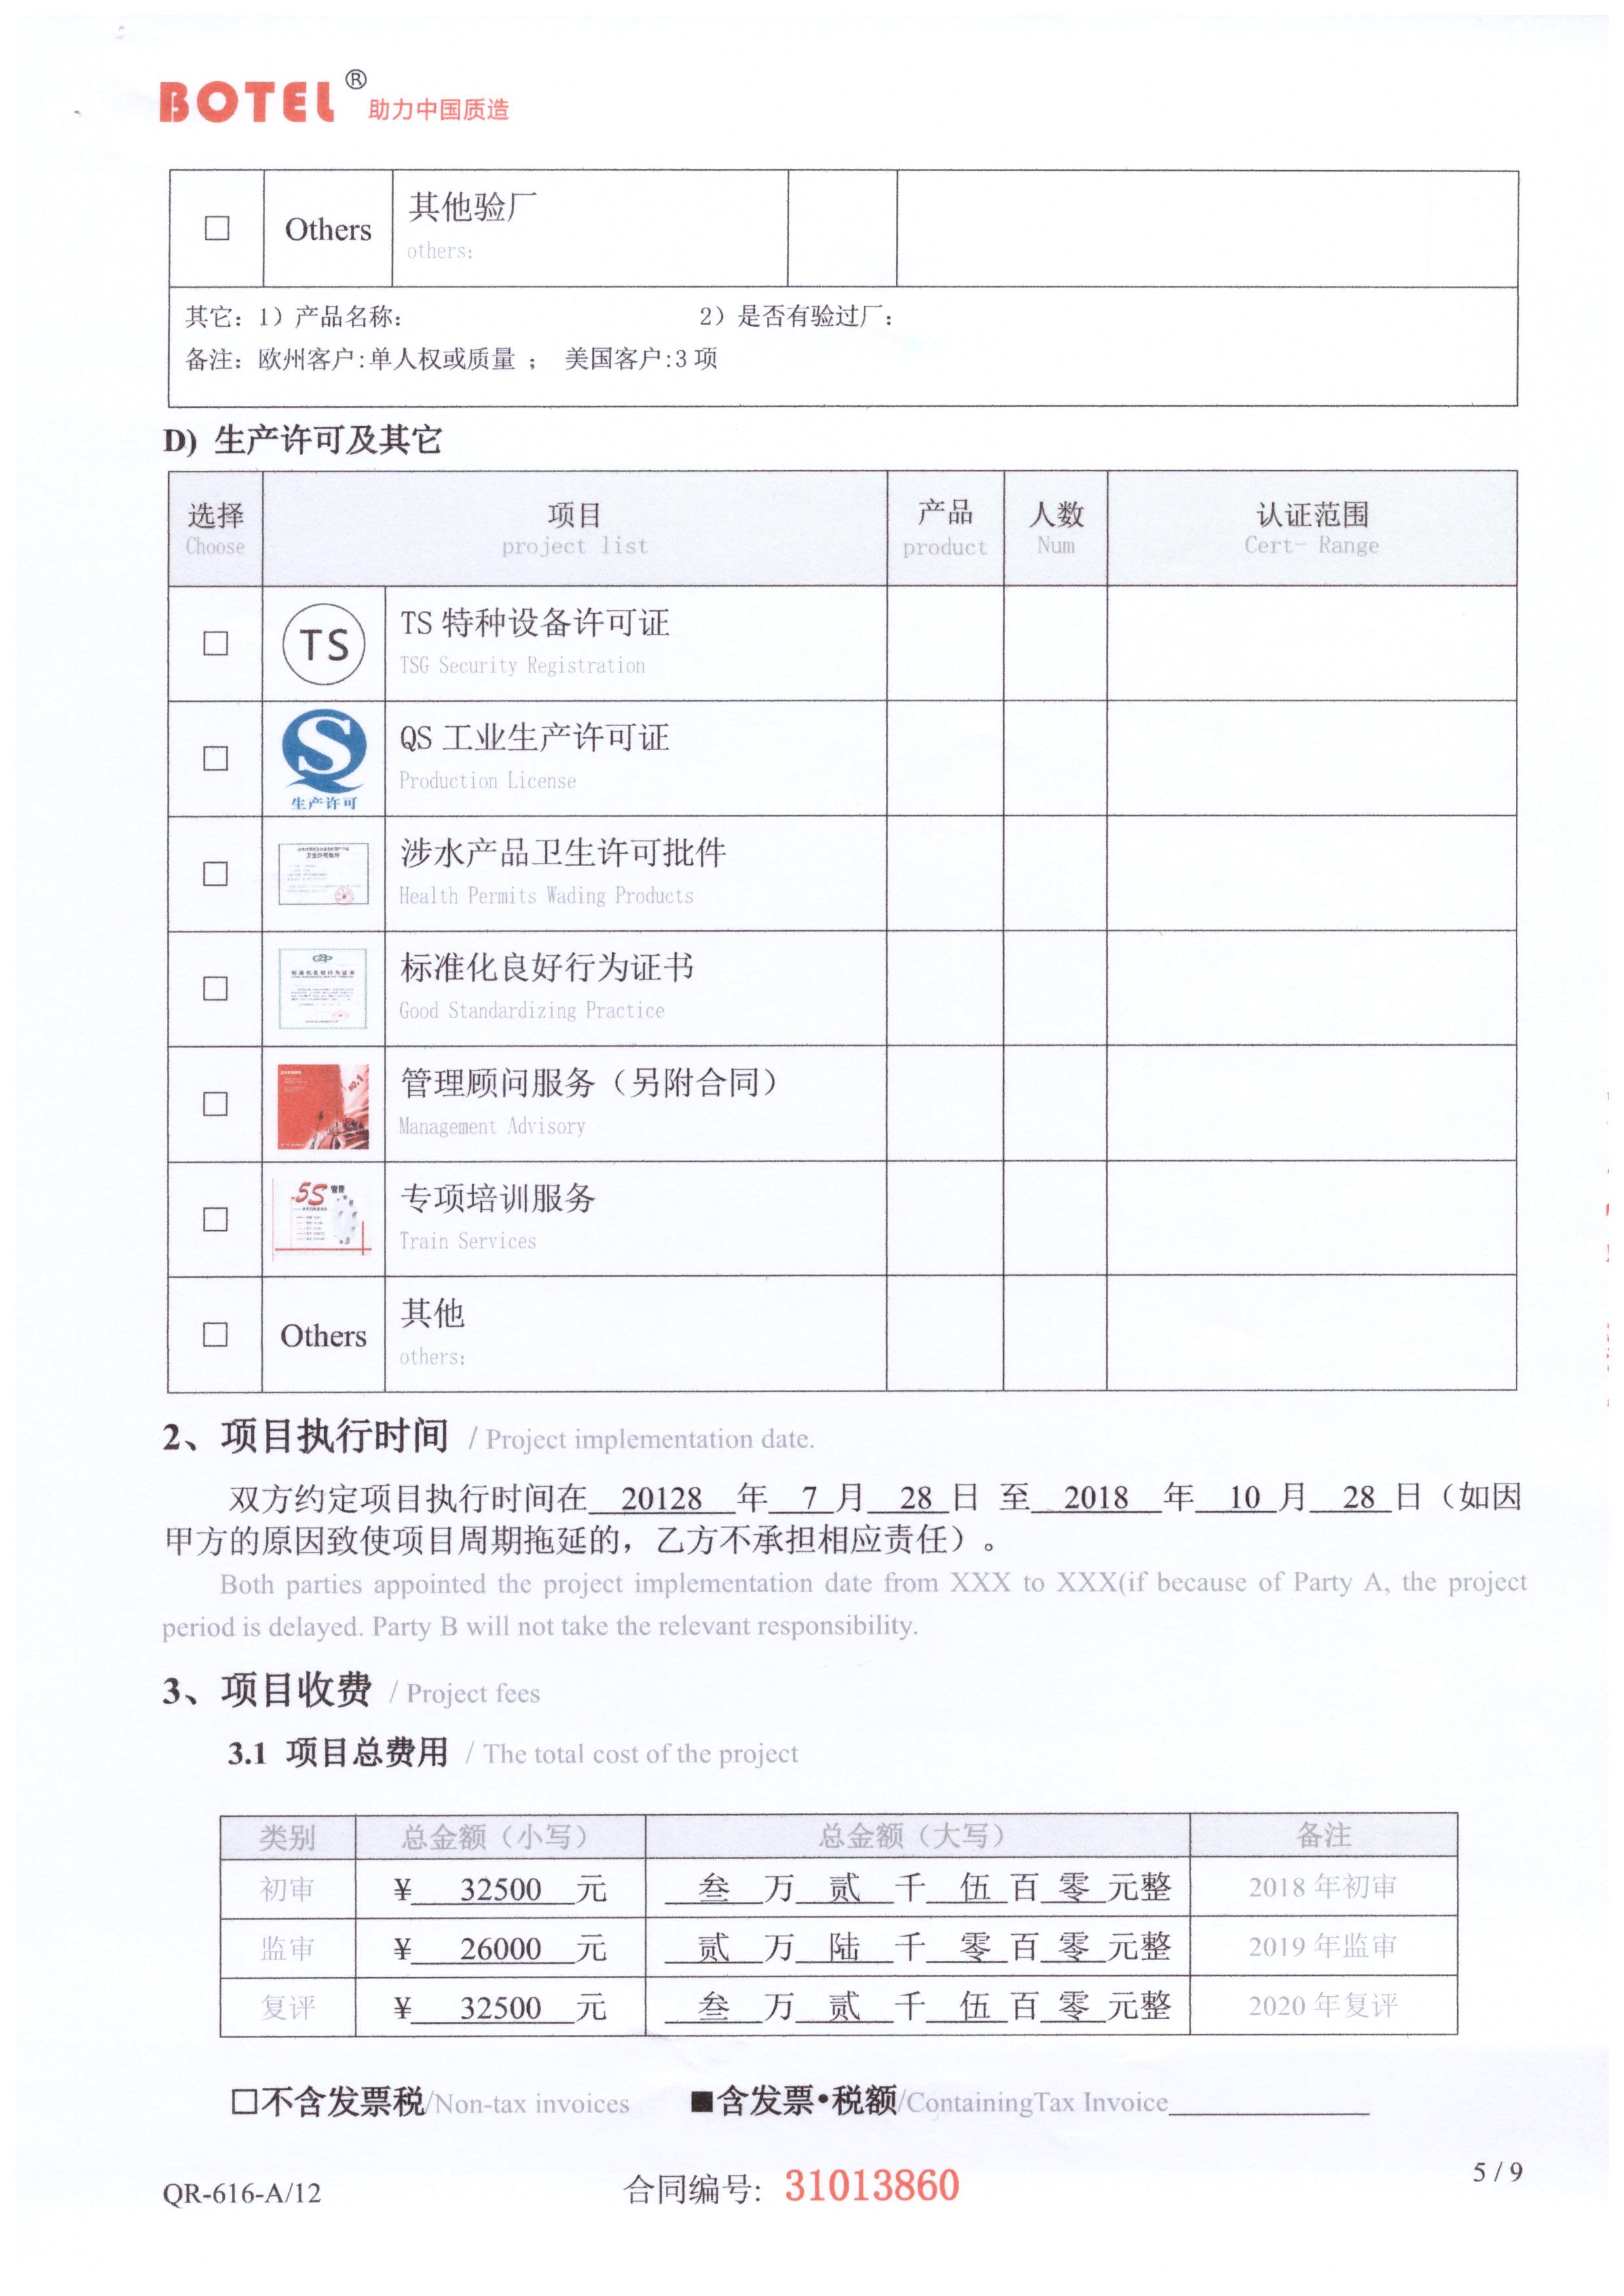 BOTEL® 助力中国质造
□ Others 其他验厂
others:
其它：1）产品名称： 2）是否有验过厂：
备注：欧州客户:单人权或质量 ； 美国客户:3 项
D) 生产许可及其它
选择 项目 产品 人数 认证范围
Choose project list product Num Cert- Range
□ TS TS 特种设备许可证
TSG Security Registration
□ QS 工业生产许可证
生产许可 Production License
□ 涉水产品卫生许可批件
卫生许可批件
Health Permits Wading Products
□ 标准化良好行为证书
标准化良好行为证书
Good Standardizing Practice
□ 管理顾问服务（另附合同）
Management Advisory
□ 5S 管理 专项培训服务
Train Services
□ Others 其他
others:
2、项目执行时间 / Project implementation date.
双方约定项目执行时间在 20128 年 7 月 28 日 至 2018 年 10 月 28 日（如因
甲方的原因致使项目周期拖延的，乙方不承担相应责任）。
Both parties appointed the project implementation date from XXX to XXX(if because of Party A, the project
period is delayed. Party B will not take the relevant responsibility.
3、项目收费 / Project fees
3.1 项目总费用 / The total cost of the project
类别 总金额（小写） 总金额（大写） 备注
初审 ¥ 32500 元 叁 万 贰 千 伍 百 零 元整 2018 年初审
监审 ¥ 26000 元 贰 万 陆 千 零 百 零 元整 2019 年监审
复评 ¥ 32500 元 叁 万 贰 千 伍 百 零 元整 2020 年复评
□不含发票税/Non-tax invoices ■含发票•税额/ContainingTax Invoice
QR-616-A/12 合同编号: 31013860 5 / 9